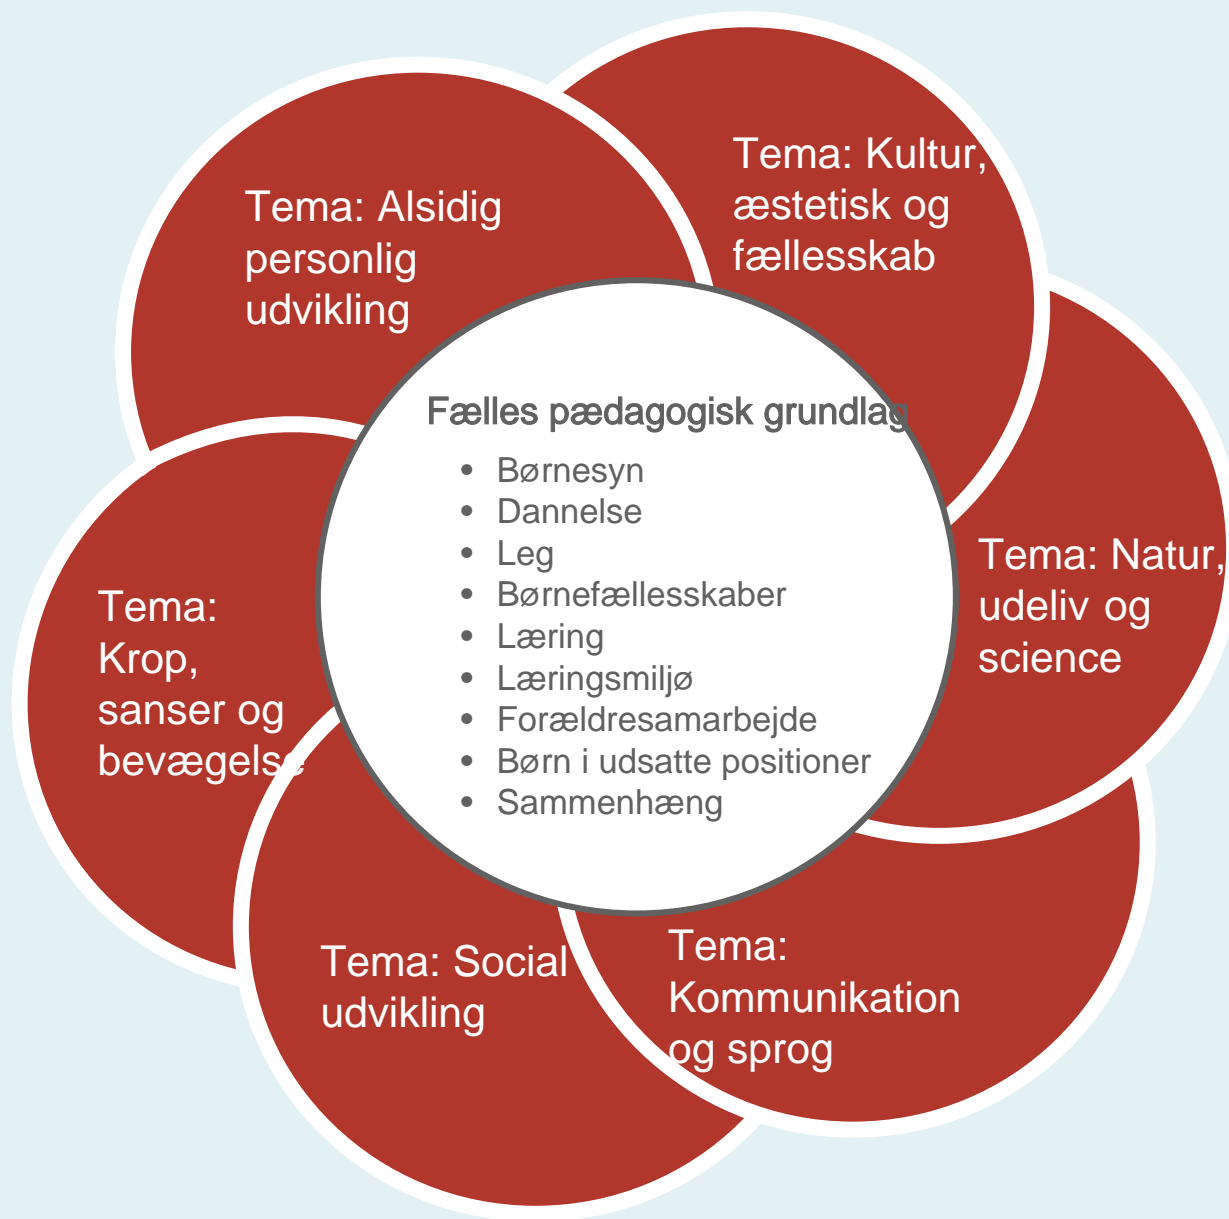 Tema: Kultur,
æstetisk og
fællesskab
Tema: Alsidig
personlig
udvikling
Fælles pædagogisk grundlag
• Børnesyn
• Dannelse
• Leg
• Børnefællesskaber
• Læring
• Læringsmiljø
• Forældresamarbejde
• Børn i udsatte positioner
• Sammenhæng
Tema: Natur,
udeliv og
science
Tema:
Krop,
sanser og
bevægelse
Tema: Social
udvikling
Tema:
Kommunikation
og sprog